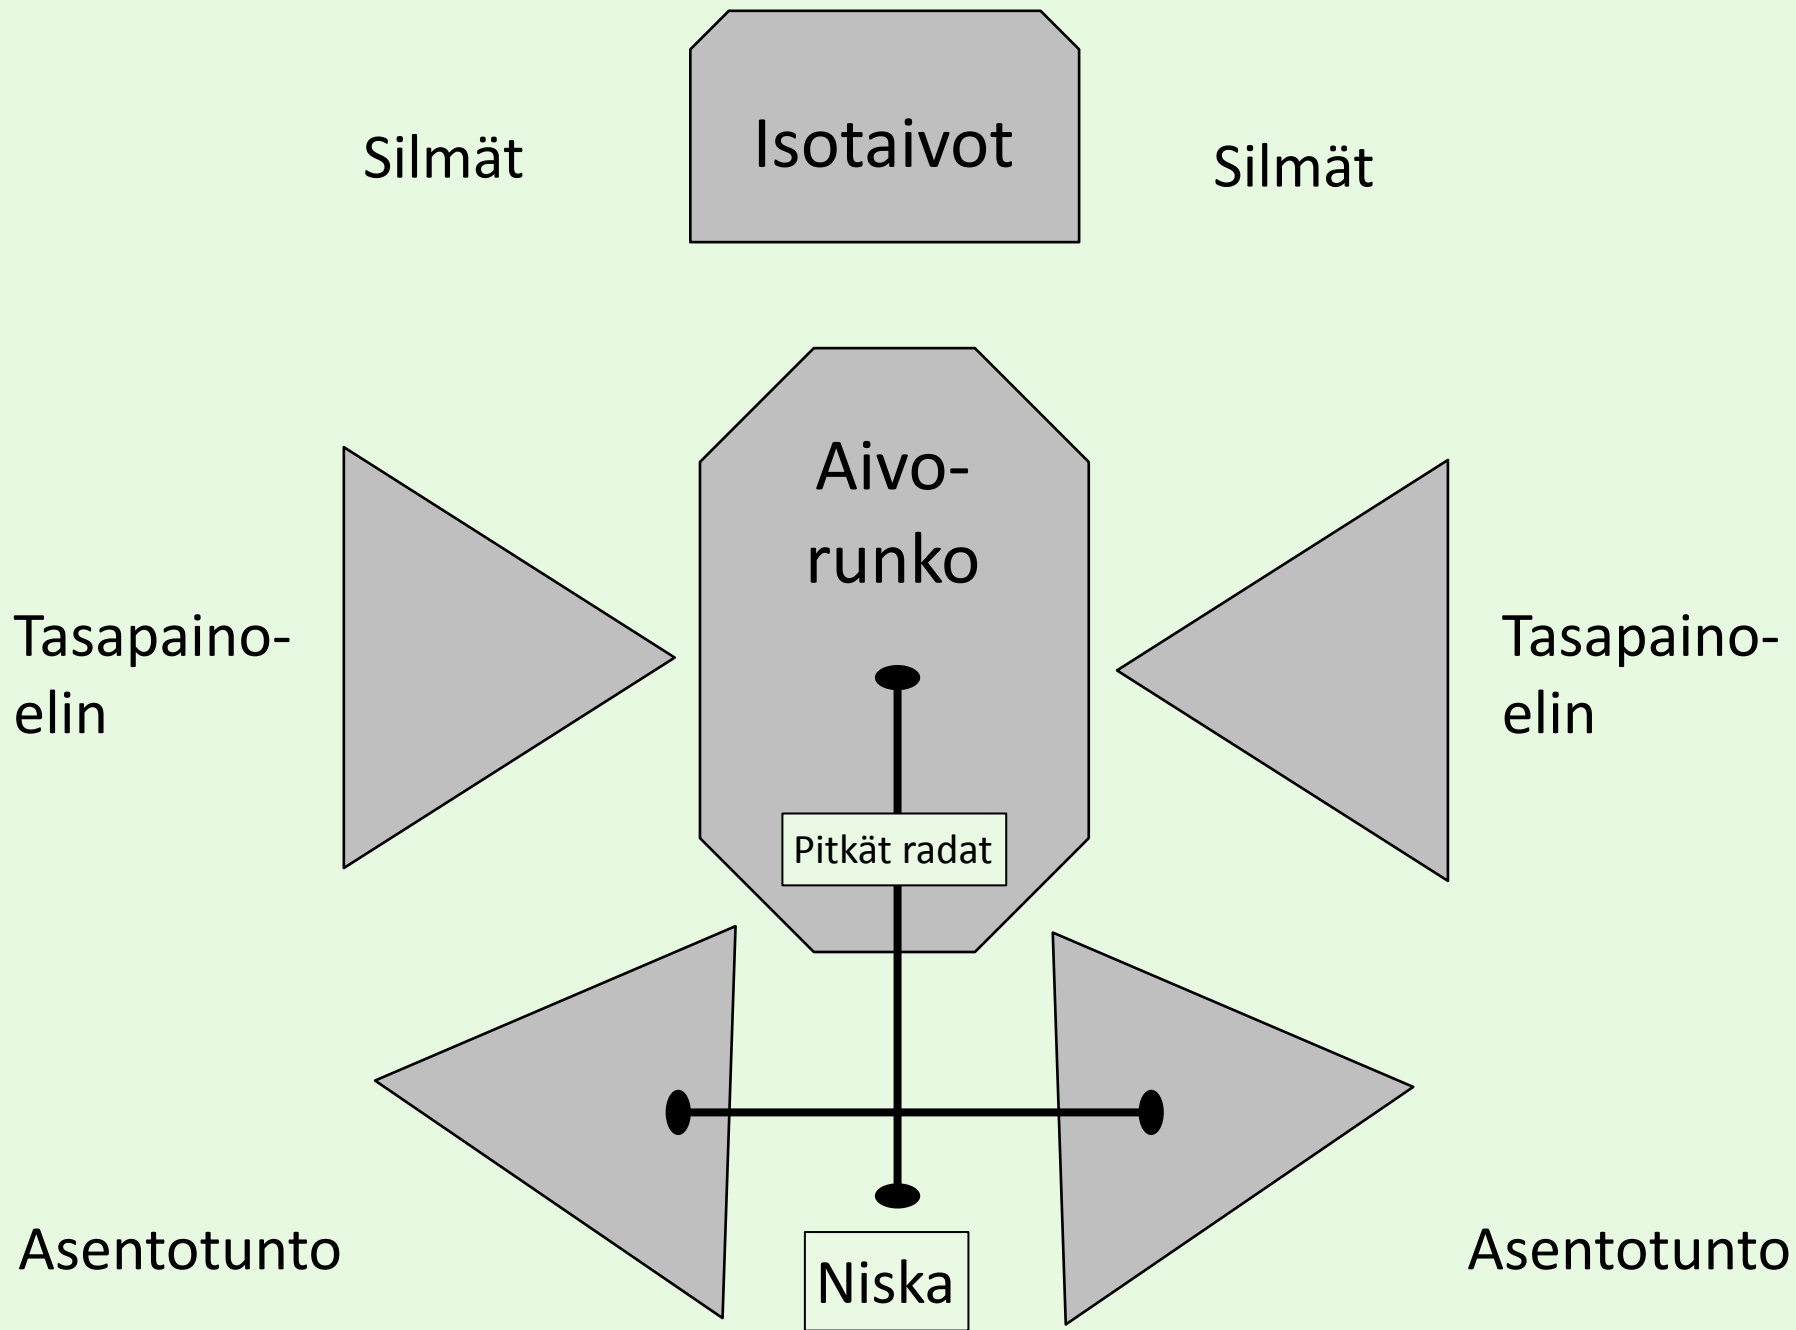 Isotaivot
Silmät
Silmät
Aivo-
runko
Tasapaino-
elin
Tasapaino-
elin
Pitkät radat
Asentotunto
Asentotunto
Niska